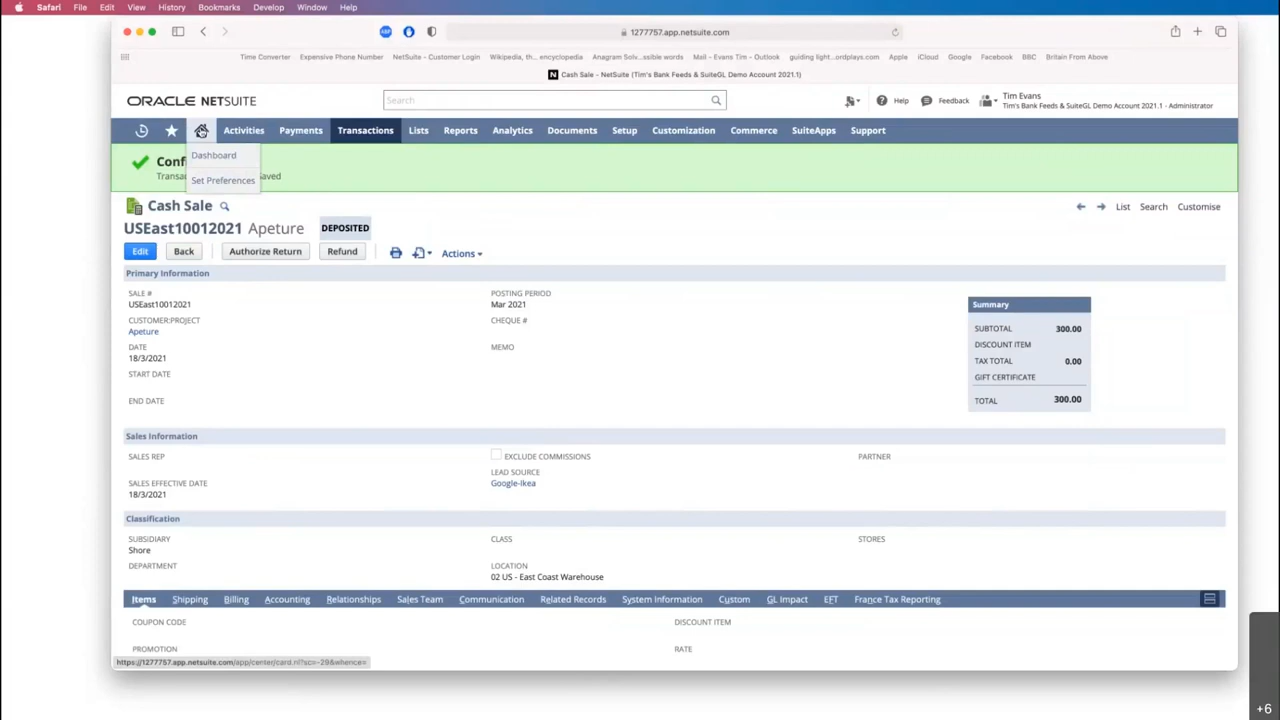 Safari File Edit View History Bookmarks Develop Window Help
1277757.app.netsuite.com
Time Converter Expensive Phone Number NetSuite - Customer Login Wikipedia, th... encyclopedia Anagram Solv...ssible words Mail - Evans Tim - Outlook guiding light...ordplays.com Apple iCloud Google Facebook BBC Britain From Above
N Cash Sale - NetSuite (Tim's Bank Feeds & SuiteGL Demo Account 2021.1)
ORACLE NETSUITE Search Help Feedback Tim Evans
Tim's Bank Feeds & SuiteGL Demo Account 2021.1 - Administrator
Activities Payments Transactions Lists Reports Analytics Documents Setup Customization Commerce SuiteApps Support
Dashboard
Conf
Transac Saved
Set Preferences
Cash Sale List Search Customise
USEast10012021 Apeture DEPOSITED
Edit Back Authorize Return Refund Actions
Primary Information
SALE # POSTING PERIOD
USEast10012021 Mar 2021 Summary
CUSTOMER:PROJECT CHEQUE #
Apeture SUBTOTAL 300.00
DATE MEMO DISCOUNT ITEM
18/3/2021 TAX TOTAL 0.00
START DATE GIFT CERTIFICATE
END DATE TOTAL 300.00
Sales Information
SALES REP EXCLUDE COMMISSIONS PARTNER
LEAD SOURCE
SALES EFFECTIVE DATE Google-Ikea
18/3/2021
Classification
SUBSIDIARY CLASS STORES
Shore
DEPARTMENT LOCATION
02 US - East Coast Warehouse
Items Shipping Billing Accounting Relationships Sales Team Communication Related Records System Information Custom GL Impact EFT France Tax Reporting
COUPON CODE DISCOUNT ITEM
PROMOTION RATE
https://1277757.app.netsuite.com/app/center/card.nl?sc=-29&whence=
+6